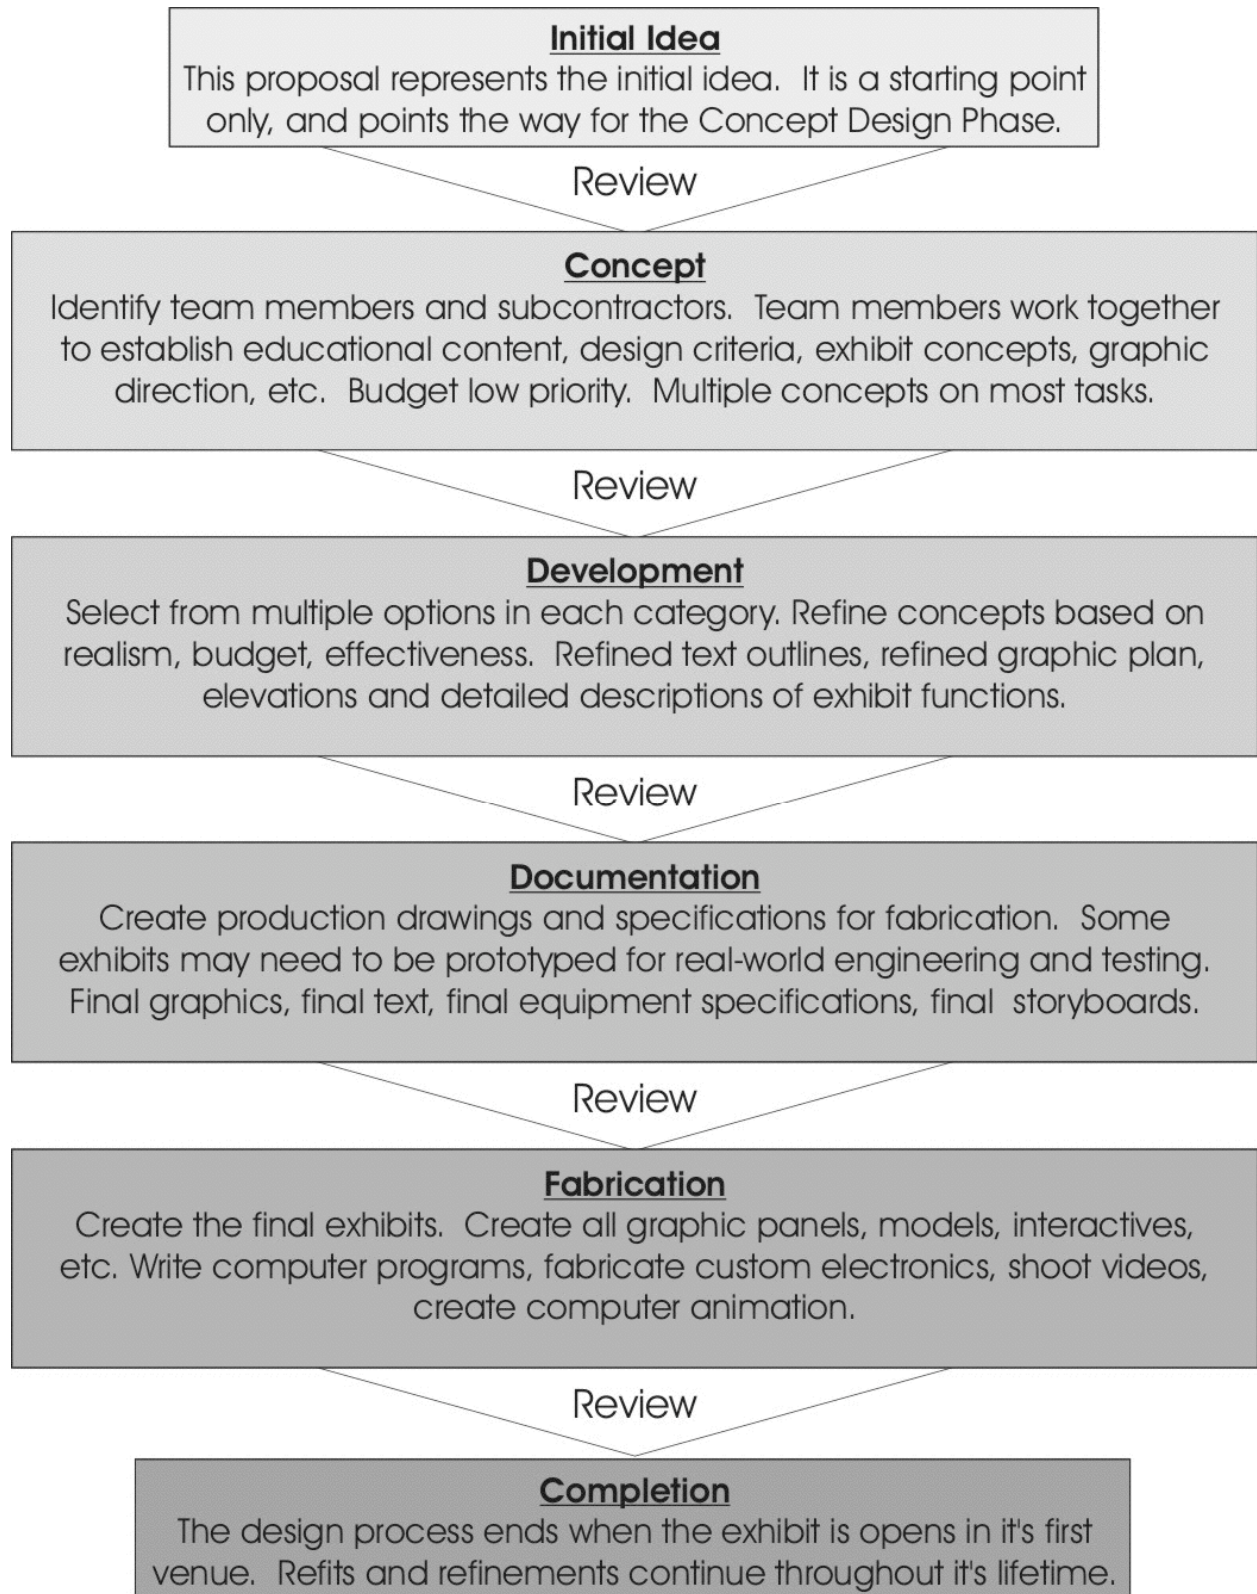 Initial Idea
This proposal represents the initial idea.  It is a starting point
only, and points the way for the Concept Design Phase.
Review
Concept
Identify team members and subcontractors.  Team members work together
to establish educational content, design criteria, exhibit concepts, graphic
direction, etc.  Budget low priority.  Multiple concepts on most tasks.
Review
Development
Select from multiple options in each category. Refine concepts based on
realism, budget, effectiveness.  Refined text outlines, refined graphic plan,
elevations and detailed descriptions of exhibit functions.
Review
Documentation
Create production drawings and specifications for fabrication.  Some
exhibits may need to be prototyped for real-world engineering and testing.
Final graphics, final text, final equipment specifications, final  storyboards.
Review
Fabrication
Create the final exhibits.  Create all graphic panels, models, interactives,
etc. Write computer programs, fabricate custom electronics, shoot videos,
create computer animation.
Review
Completion
The design process ends when the exhibit is opens in it's first
venue.  Refits and refinements continue throughout it's lifetime.